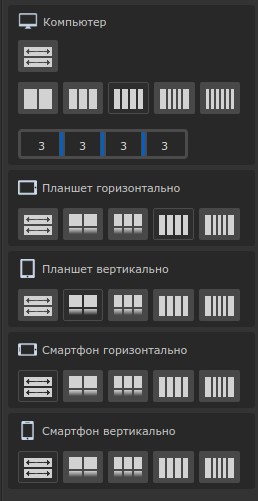 Компьютер
3 3 3 3
Планшет горизонтально
Планшет вертикально
Смартфон горизонтально
Смартфон вертикально